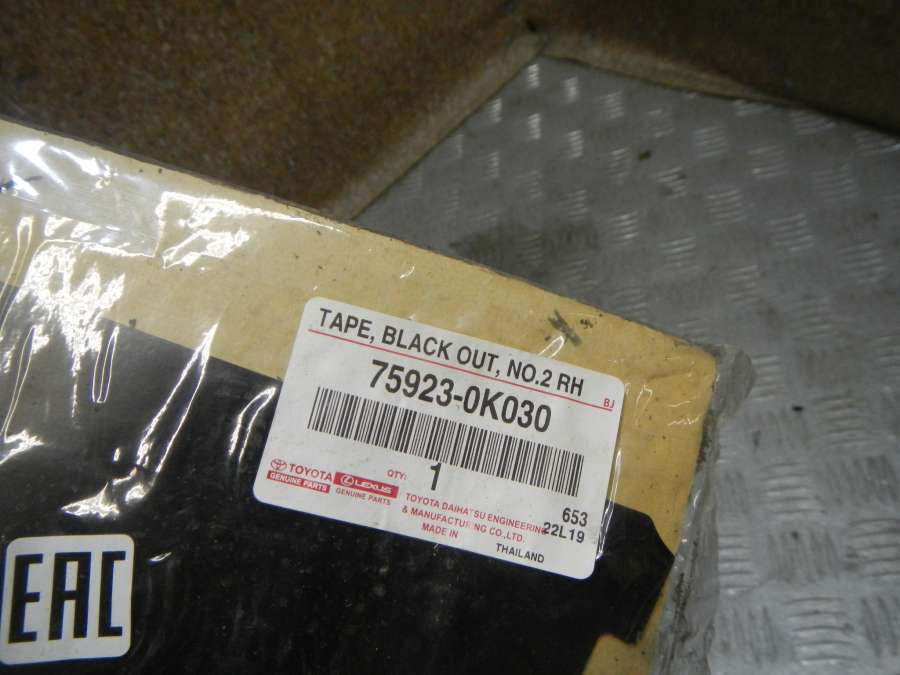 TAPE, BLACK OUT, NO.2 RH
BJ
75923-0K030
QTY: 1
TOYOTA
GENUINE PARTS
LEXUS
GENUINE PARTS
TOYOTA DAIHATSU ENGINEERING
& MANUFACTURING CO.,LTD.
MADE IN THAILAND
653
22L19
EAC